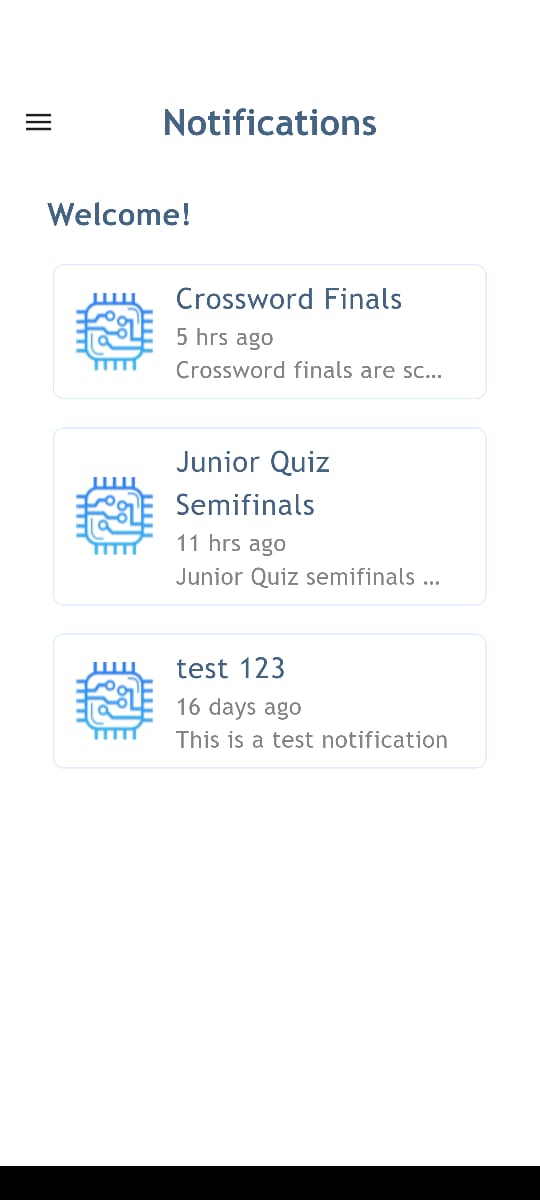 Notifications
Welcome!
Crossword Finals
5 hrs ago
Crossword finals are sc...
Junior Quiz
Semifinals
11 hrs ago
Junior Quiz semifinals ...
test 123
16 days ago
This is a test notification